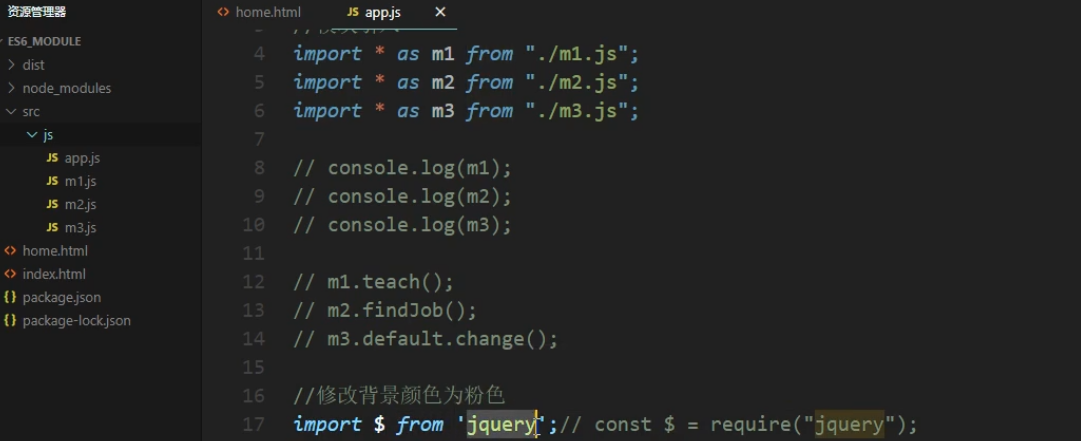 资源管理器
ES6_MODULE
dist
node_modules
src
js
JS app.js
JS m1.js
JS m2.js
JS m3.js
<> home.html
<> index.html
{} package.json
{} package-lock.json
<> home.html JS app.js ×
4 import * as m1 from "./m1.js";
5 import * as m2 from "./m2.js";
6 import * as m3 from "./m3.js";
7
8 // console.log(m1);
9 // console.log(m2);
10 // console.log(m3);
11
12 // m1.teach();
13 // m2.findJob();
14 // m3.default.change();
15
16 //修改背景颜色为粉色
17 import $ from 'jquery';// const $ = require("jquery");